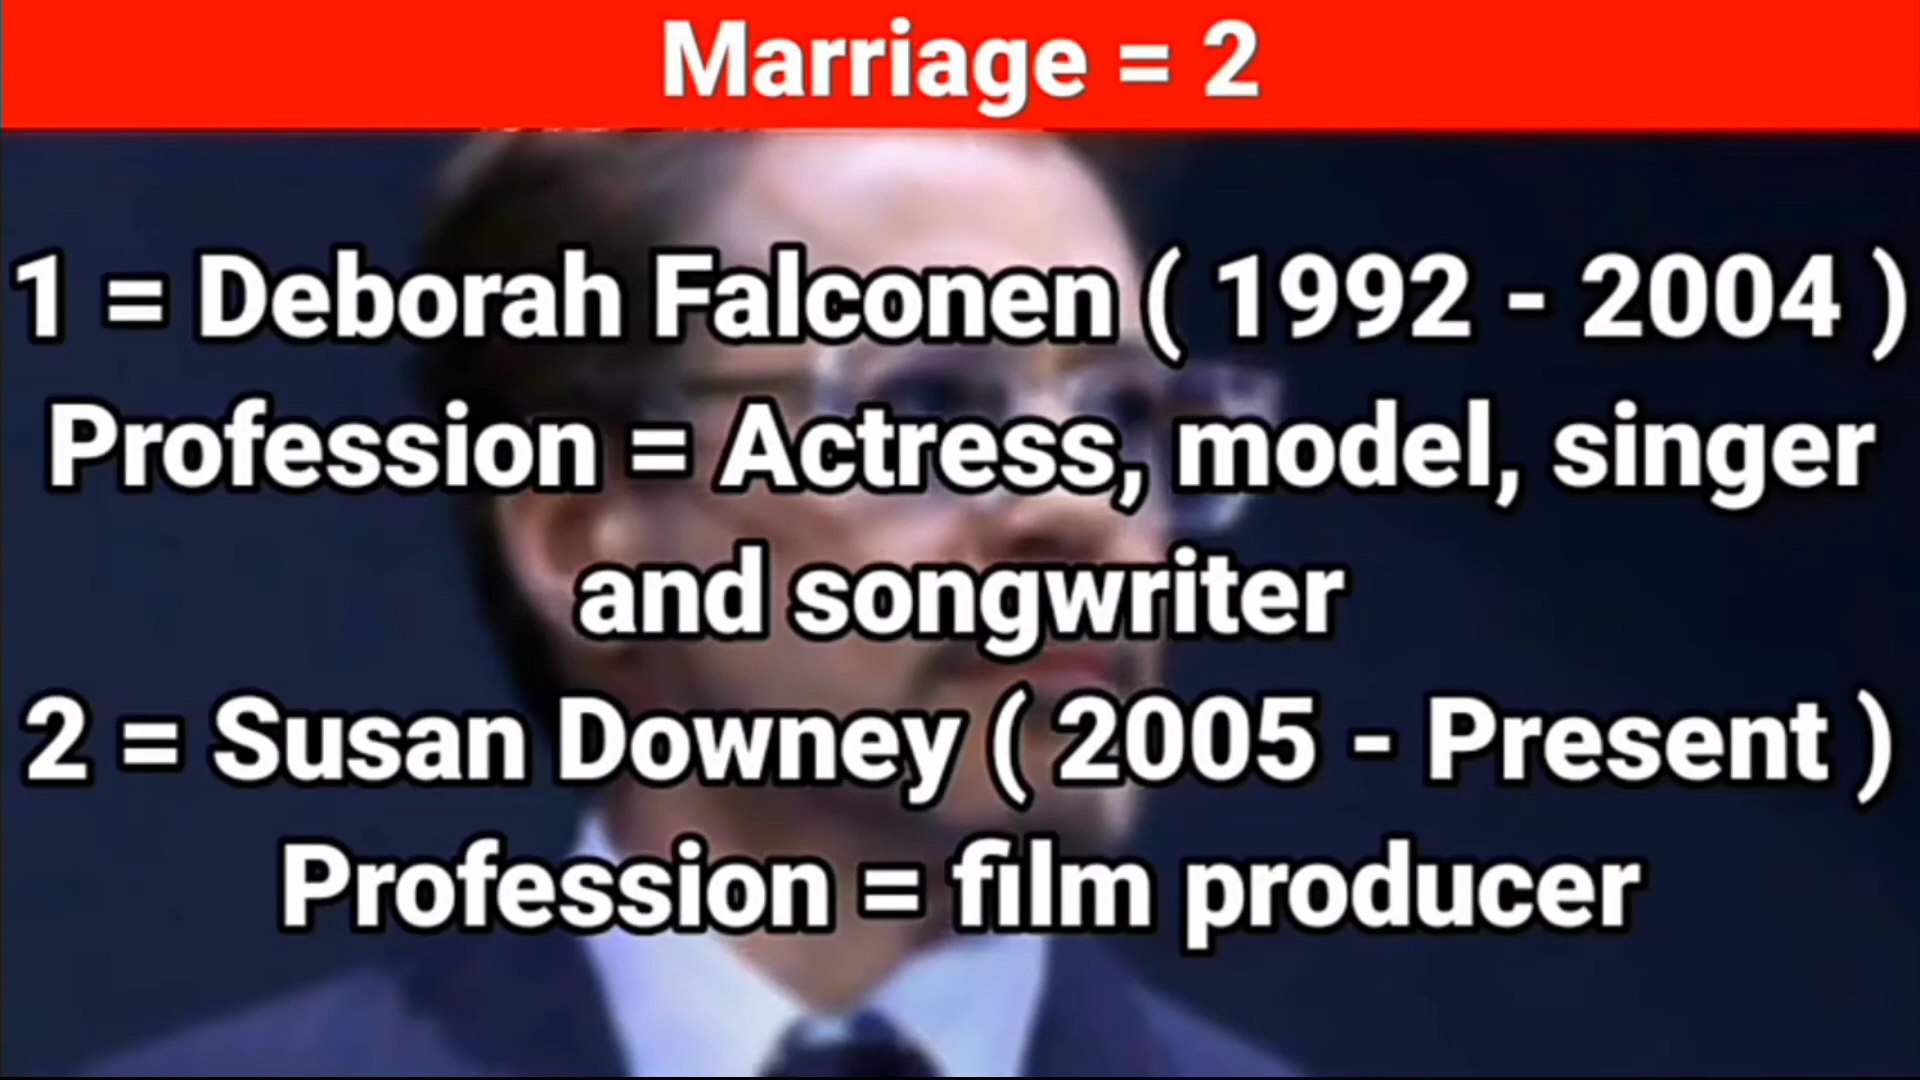 Marriage = 2
1 = Deborah Falconen ( 1992 - 2004 )
Profession = Actress, model, singer
and songwriter
2 = Susan Downey ( 2005 - Present )
Profession = film producer